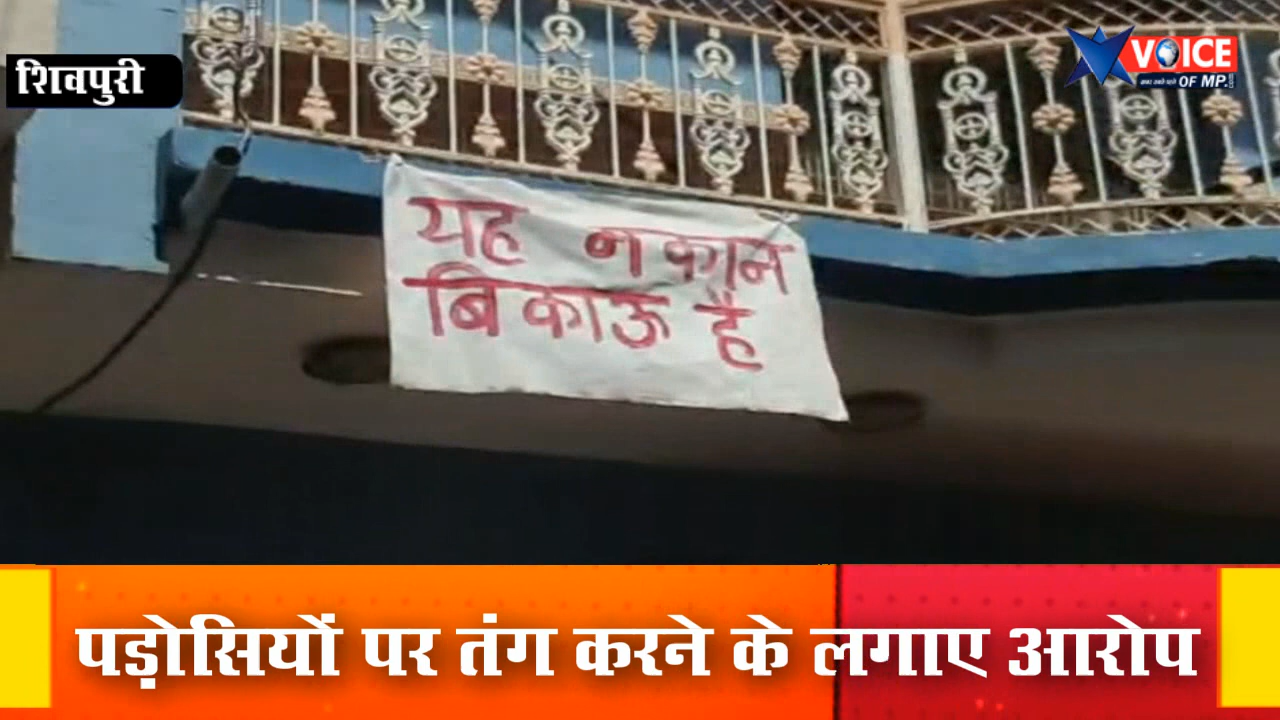 शिवपुरी
VOICE
OF MP.
यह मकान
बिकाऊ है
पड़ोसियों पर तंग करने के लगाए आरोप